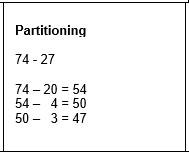 Partitioning
74 - 27
74 – 20 = 54
54 – 4 = 50
50 – 3 = 47